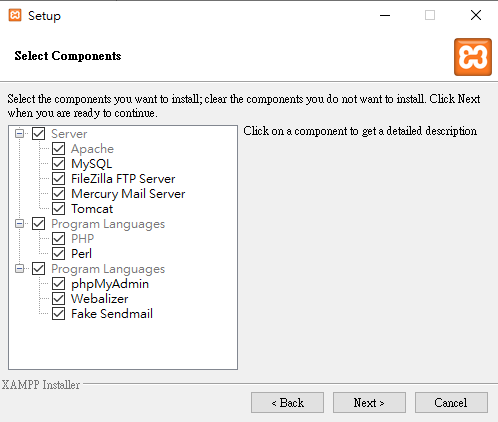 Setup
Select Components
Select the components you want to install; clear the components you do not want to install. Click Next
when you are ready to continue.
Server
Apache
MySQL
FileZilla FTP Server
Mercury Mail Server
Tomcat
Program Languages
PHP
Perl
Program Languages
phpMyAdmin
Webalizer
Fake Sendmail
Click on a component to get a detailed description
XAMPP Installer
< Back
Next >
Cancel